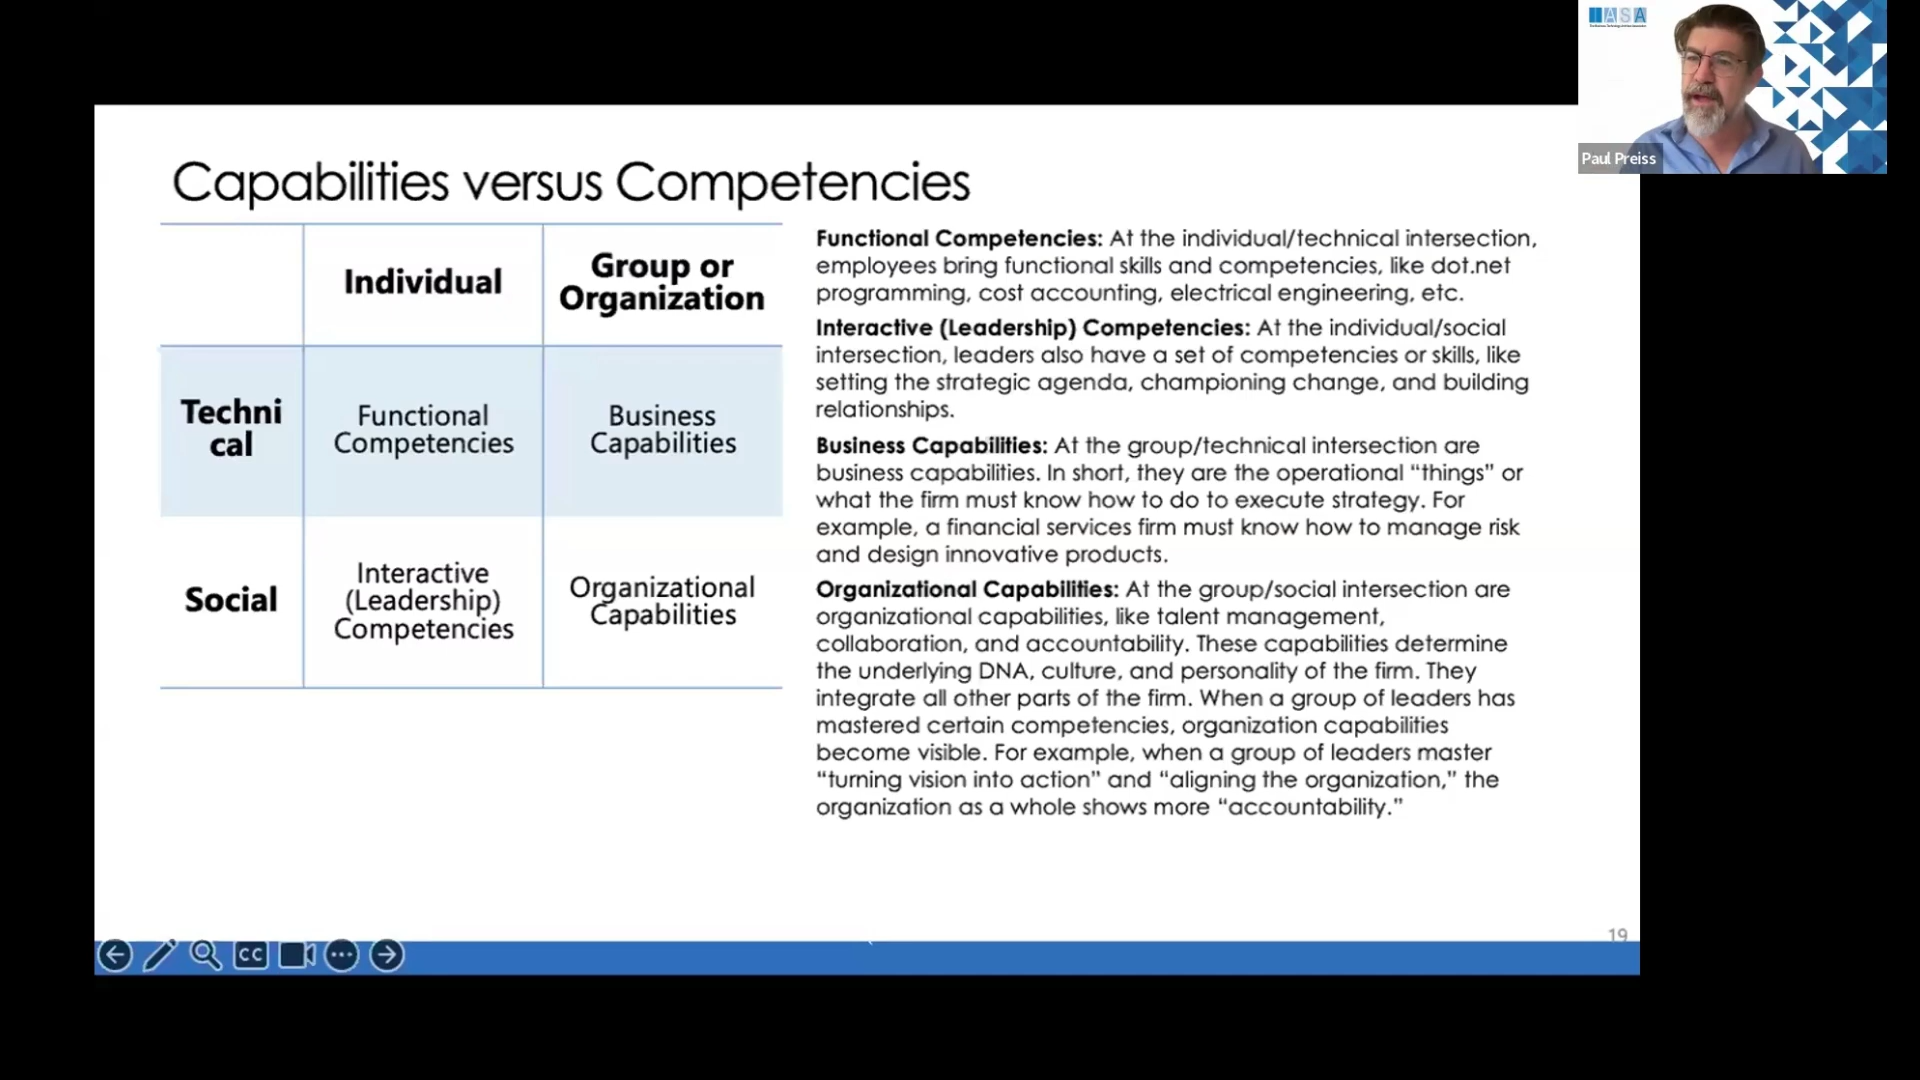 IASA
Paul Preiss
Capabilities versus Competencies
Individual
Group or
Organization
Techni
cal
Functional
Competencies
Business
Capabilities
Social
Interactive
(Leadership)
Competencies
Organizational
Capabilities
Functional Competencies: At the individual/technical intersection,
employees bring functional skills and competencies, like dot.net
programming, cost accounting, electrical engineering, etc.
Interactive (Leadership) Competencies: At the individual/social
intersection, leaders also have a set of competencies or skills, like
setting the strategic agenda, championing change, and building
relationships.
Business Capabilities: At the group/technical intersection are
business capabilities. In short, they are the operational “things” or
what the firm must know how to do to execute strategy. For
example, a financial services firm must know how to manage risk
and design innovative products.
Organizational Capabilities: At the group/social intersection are
organizational capabilities, like talent management,
collaboration, and accountability. These capabilities determine
the underlying DNA, culture, and personality of the firm. They
integrate all other parts of the firm. When a group of leaders has
mastered certain competencies, organization capabilities
become visible. For example, when a group of leaders master
“turning vision into action” and “aligning the organization,” the
organization as a whole shows more “accountability.”
19
CC